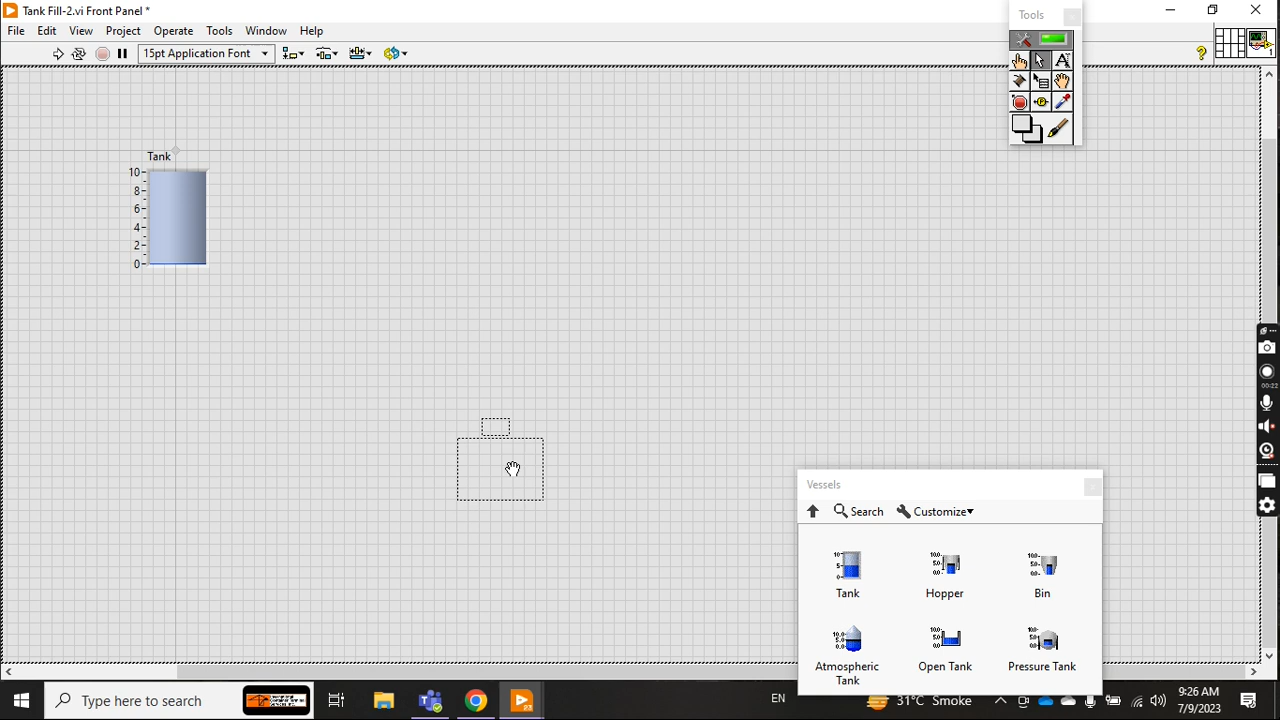 Tank Fill-2.vi Front Panel *
File Edit View Project Operate Tools Window Help
15pt Application Font
Tools
Tank
10
8
6
4
2
0
00:22
Vessels
Search Customize
Tank Hopper Bin
Atmospheric Tank Open Tank Pressure Tank
Type here to search
EN
31°C Smoke
9:26 AM
7/9/2023